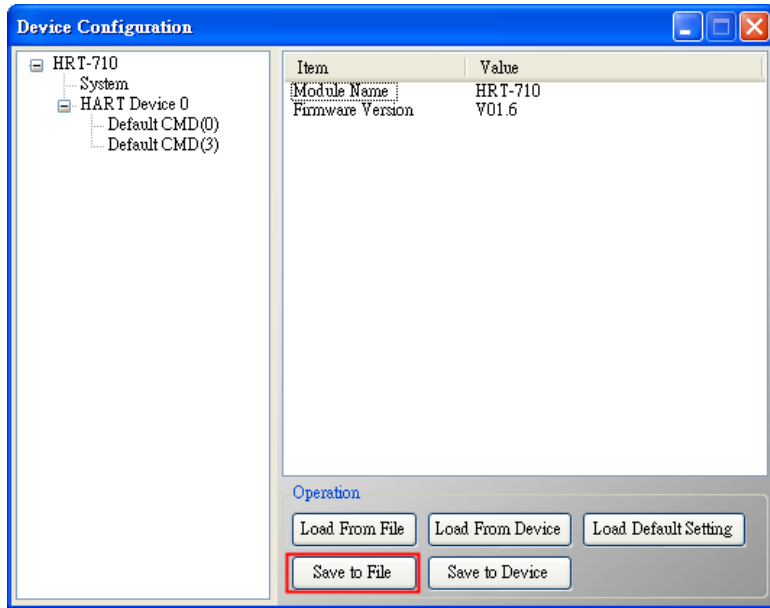 Device Configuration
HRT-710
System
HART Device 0
Default CMD(0)
Default CMD(3)
Item Value
Module Name HRT-710
Firmware Version V01.6
Operation
Load From File Load From Device Load Default Setting
Save to File Save to Device